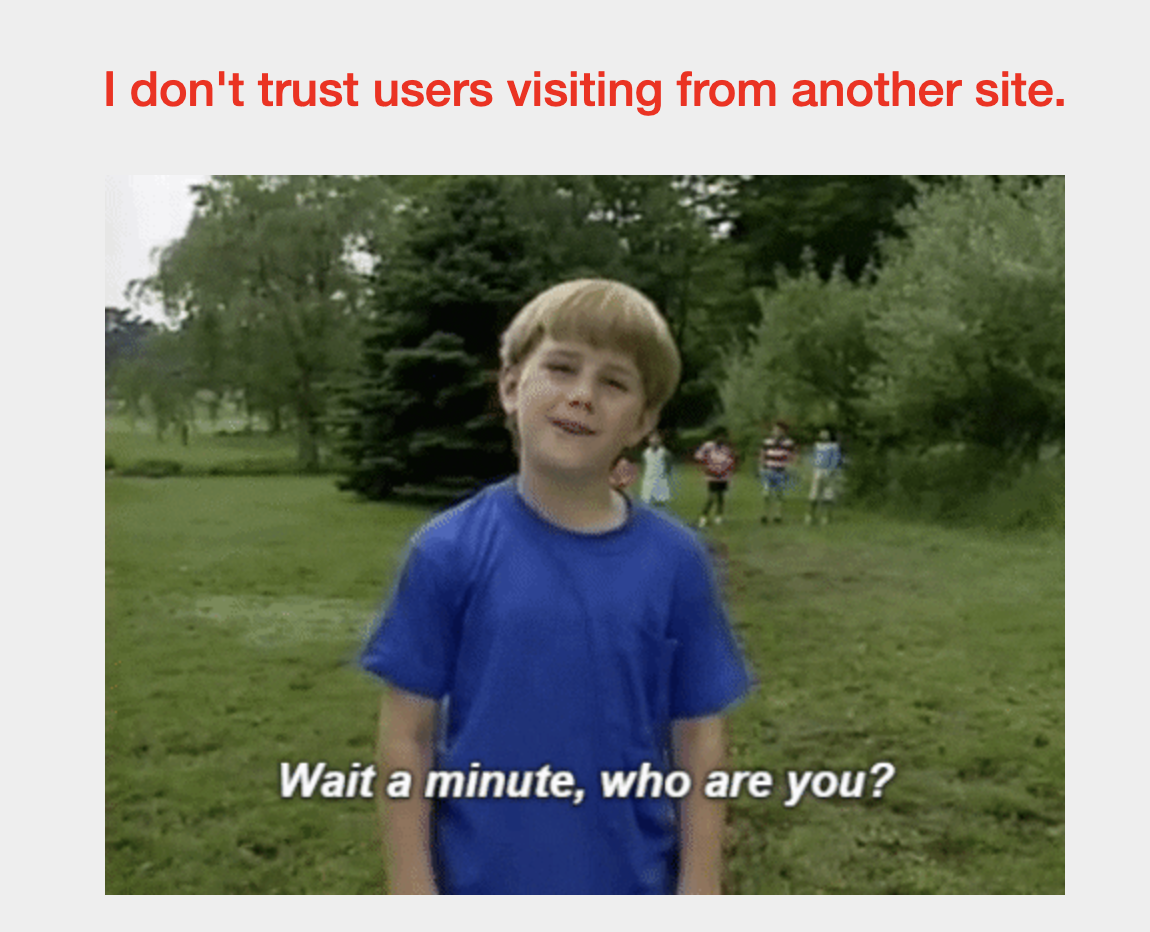 I don't trust users visiting from another site.
Wait a minute, who are you?